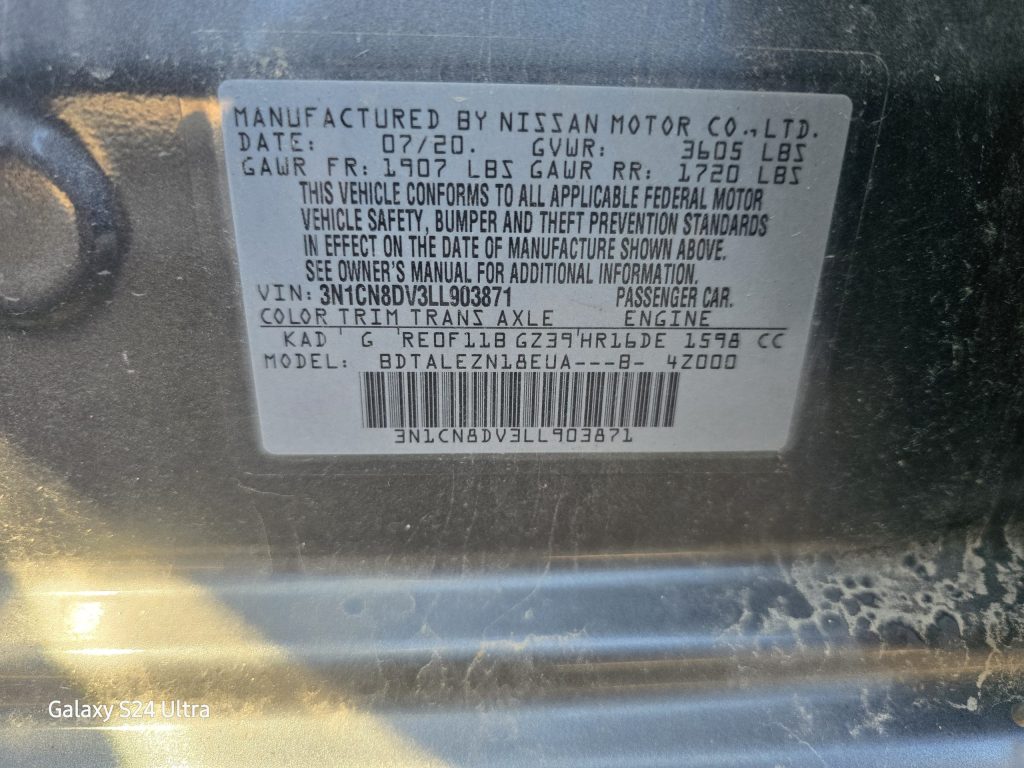 MANUFACTURED BY NISSAN MOTOR CO., LTD.
DATE: 07/20. GVWR: 3605 LBS
GAWR FR: 1907 LBS GAWR RR: 1720 LBS
THIS VEHICLE CONFORMS TO ALL APPLICABLE FEDERAL MOTOR
VEHICLE SAFETY, BUMPER AND THEFT PREVENTION STANDARDS
IN EFFECT ON THE DATE OF MANUFACTURE SHOWN ABOVE.
SEE OWNER'S MANUAL FOR ADDITIONAL INFORMATION.
VIN: 3N1CN8DV3LL903871 PASSENGER CAR.
COLOR TRIM TRANS AXLE ENGINE
KAD G RE0F11B GZ39 HR16DE 1598 CC
MODEL: BDTALEZN18EUA---B- 4Z000
3N1CN8DV3LL903871
Galaxy S24 Ultra